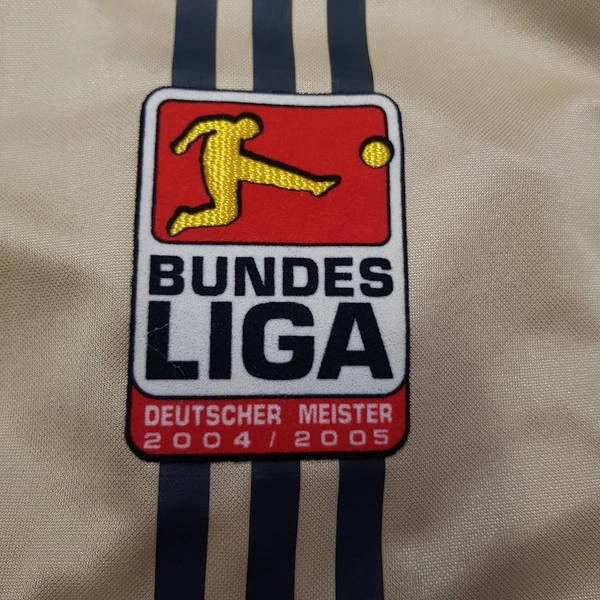 BUNDES
LIGA
DEUTSCHER MEISTER
2004/2005